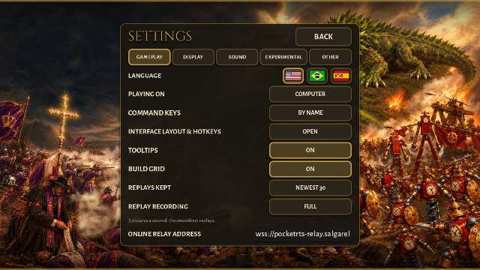 SETTINGS
BACK
GAMEPLAY
DISPLAY
SOUND
EXPERIMENTAL
OTHER
LANGUAGE
PLAYING ON
COMPUTER
COMMAND KEYS
BY NAME
INTERFACE LAYOUT & HOTKEYS
OPEN
TOOLTIPS
ON
BUILD GRID
ON
REPLAYS KEPT
NEWEST 30
REPLAY RECORDING
FULL
ONLINE RELAY ADDRESS
wss://pocketrts-relay.salgarel